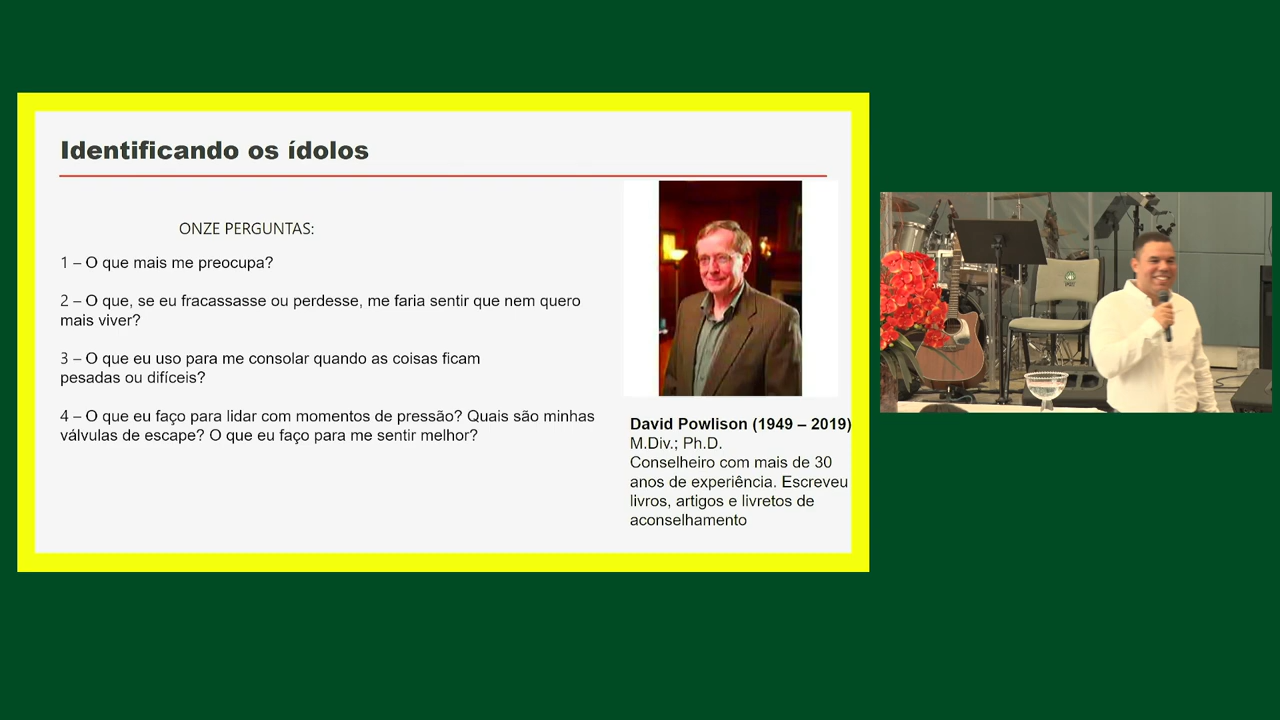 Identificando os ídolos
ONZE PERGUNTAS:
1 – O que mais me preocupa?
2 – O que, se eu fracassasse ou perdesse, me faria sentir que nem quero
mais viver?
3 – O que eu uso para me consolar quando as coisas ficam
pesadas ou difíceis?
4 – O que eu faço para lidar com momentos de pressão? Quais são minhas
válvulas de escape? O que eu faço para me sentir melhor?
David Powlison (1949 – 2019)
M.Div.; Ph.D.
Conselheiro com mais de 30
anos de experiência. Escreveu
livros, artigos e livretos de
aconselhamento